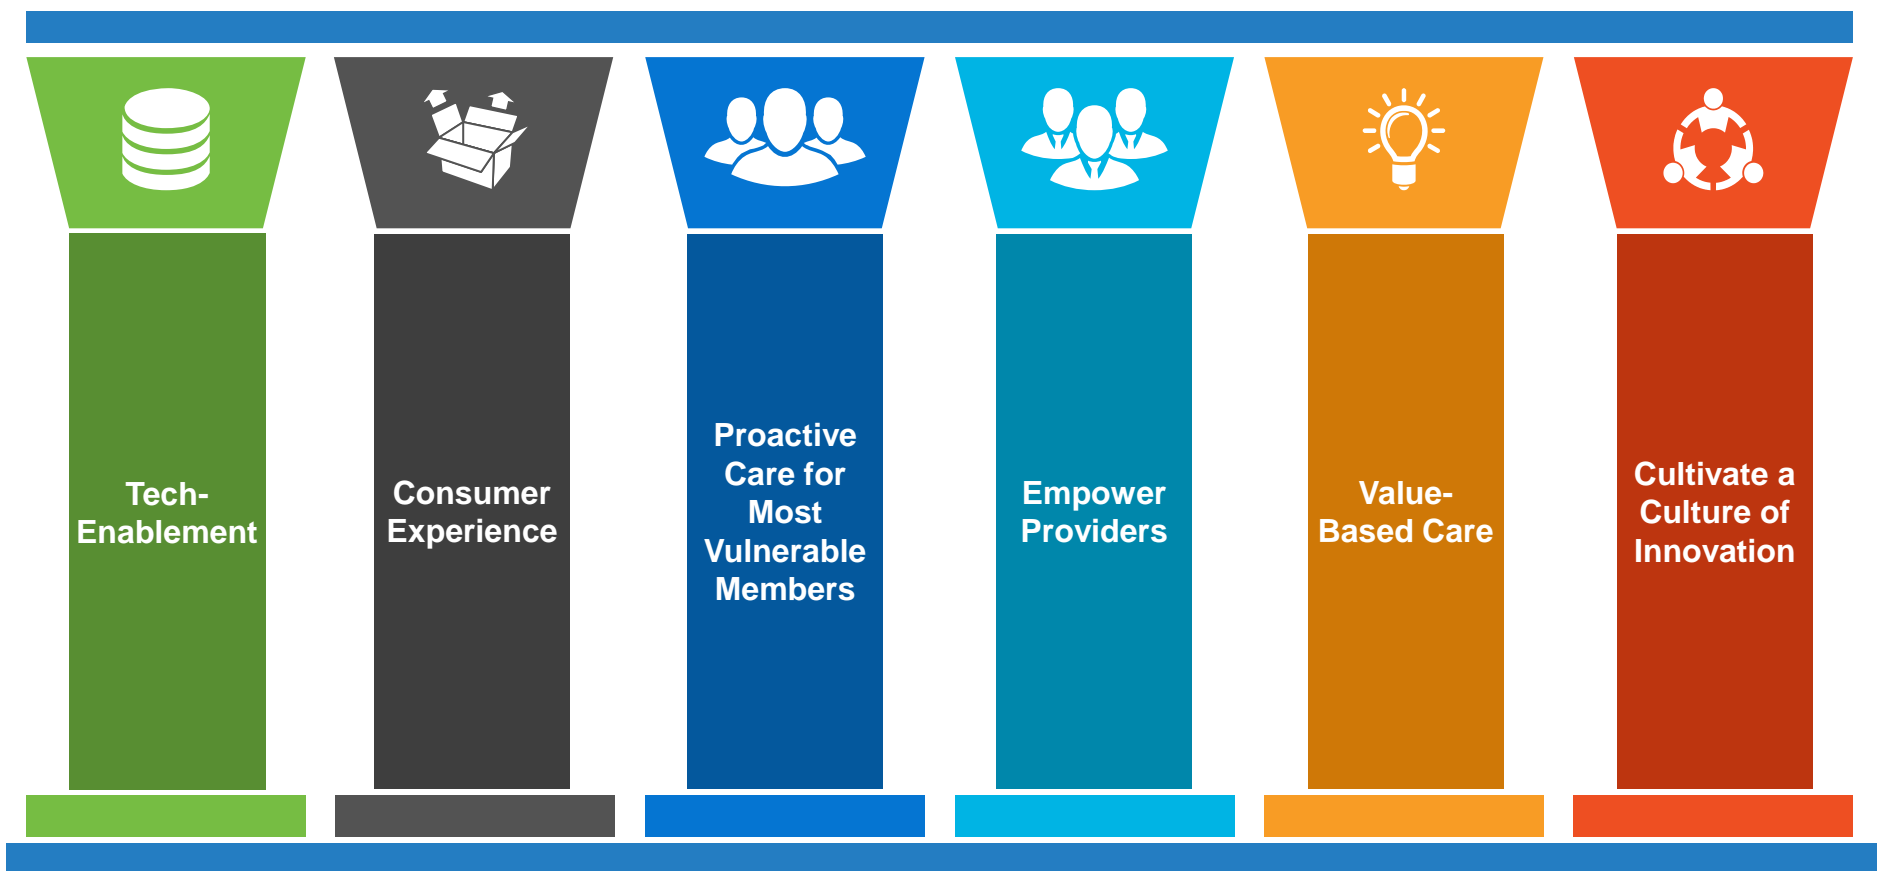 Tech-
Enablement
Consumer
Experience
Proactive
Care for
Most
Vulnerable
Members
Empower
Providers
Value-
Based Care
Cultivate a
Culture of
Innovation